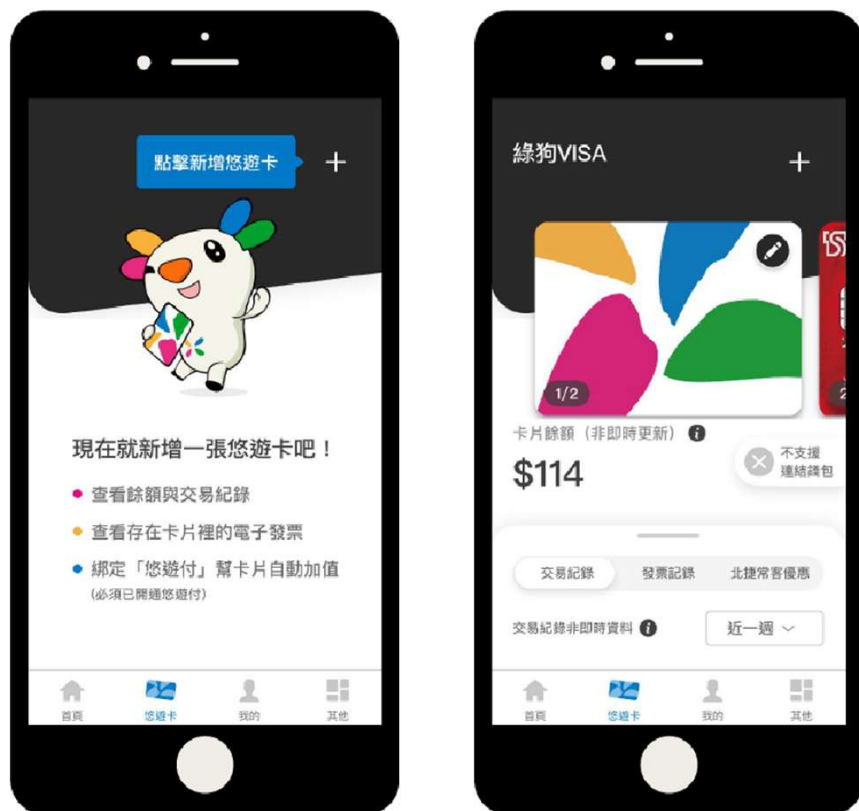 點擊新增悠遊卡
+
現在就新增一張悠遊卡吧！
查看餘額與交易紀錄
查看存在卡片裡的電子發票
綁定「悠遊付」幫卡片自動加值
(必須已開通悠遊付)
首頁
悠遊卡
我的
其他
綠狗VISA
+
1/2
2
卡片餘額（非即時更新）
$114
不支援
連結錢包
交易記錄
發票記錄
北捷常客優惠
交易紀錄非即時資料
近一週
首頁
悠遊卡
我的
其他